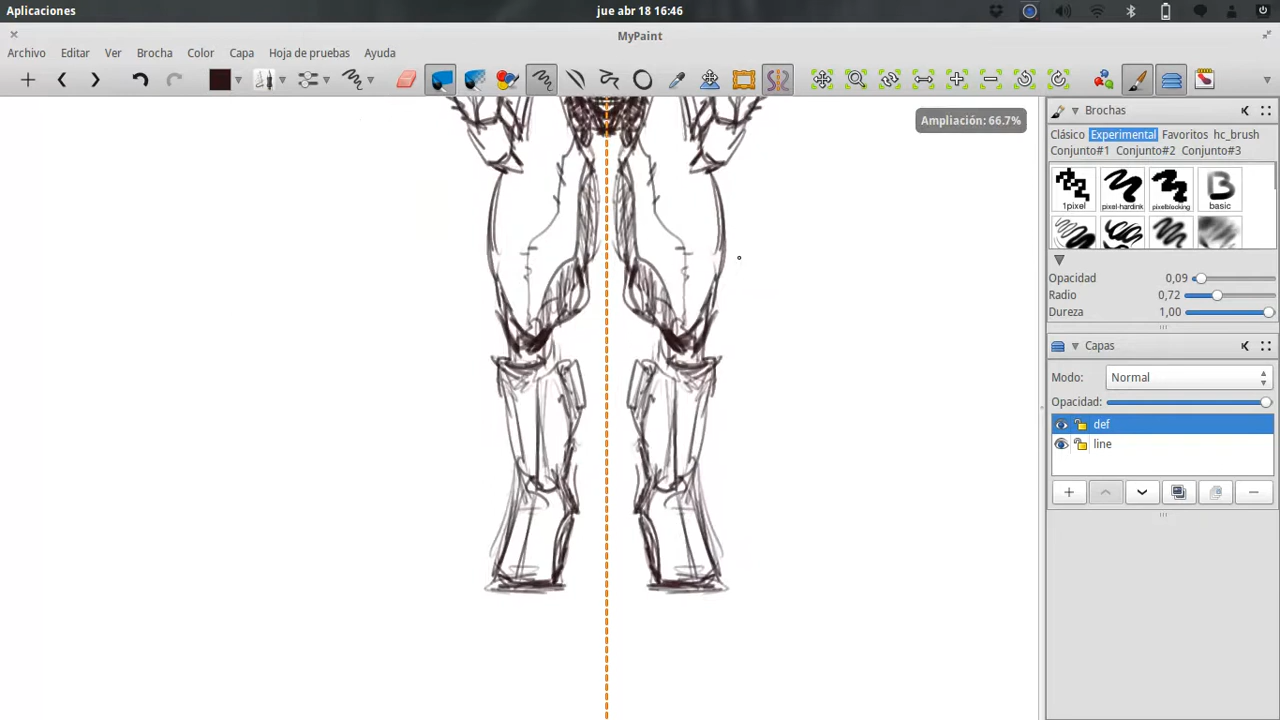 Aplicaciones
jue abr 18 16:46
MyPaint
Archivo Editar Ver Brocha Color Capa Hoja de pruebas Ayuda
Ampliación: 66.7%
Brochas
Clásico Experimental Favoritos hc_brush
Conjunto#1 Conjunto#2 Conjunto#3
1pixel pixel-hardink pixelblocking basic
Opacidad 0,09
Radio 0,72
Dureza 1,00
Capas
Modo: Normal
Opacidad:
def
line